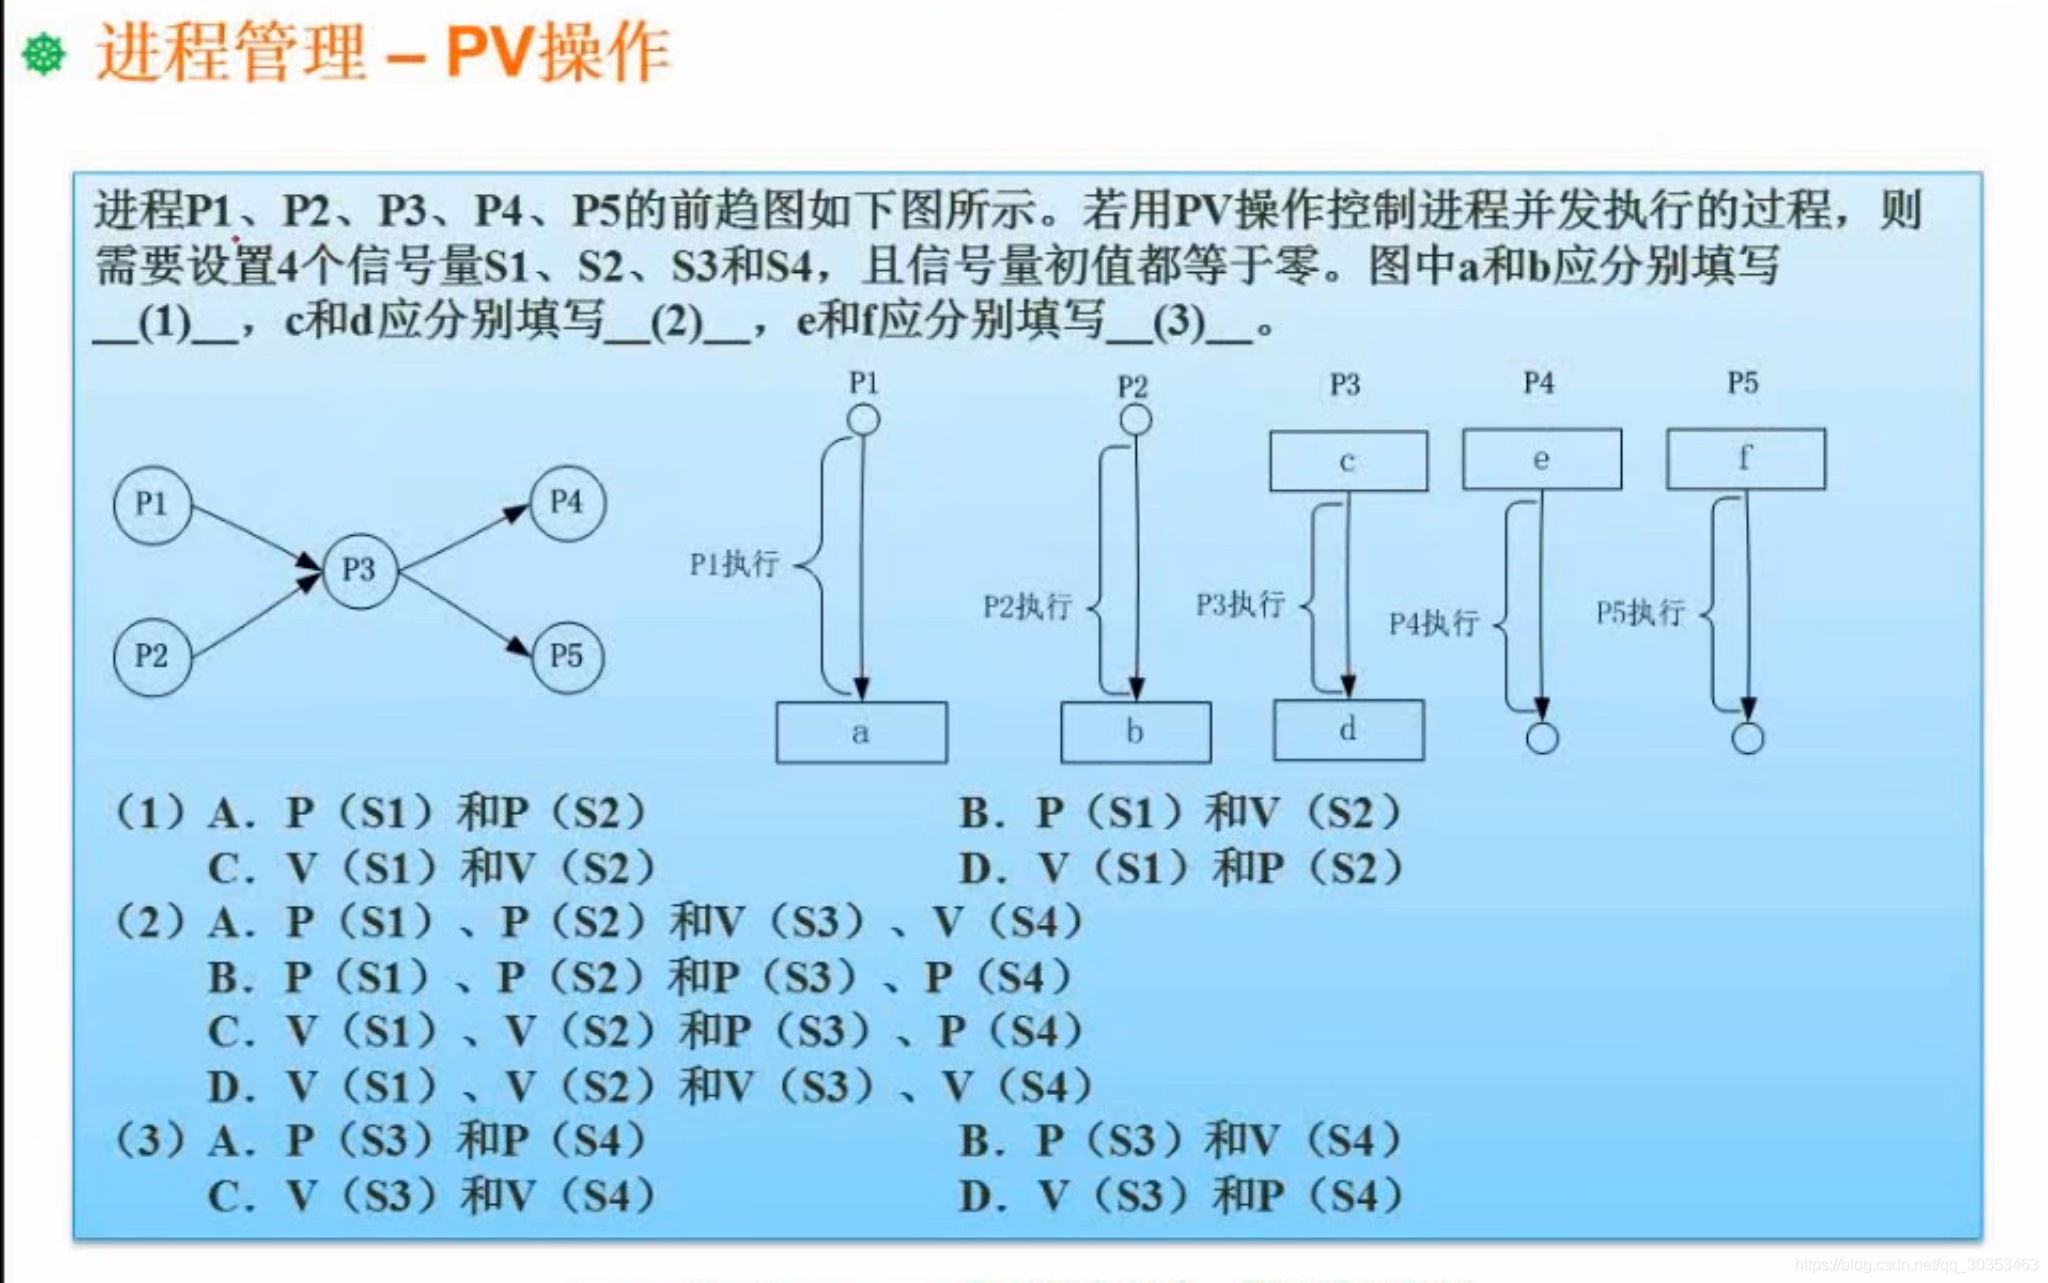 进程管理 – PV操作
进程P1、P2、P3、P4、P5的前趋图如下图所示。若用PV操作控制进程并发执行的过程，则
需要设置4个信号量S1、S2、S3和S4，且信号量初值都等于零。图中a和b应分别填写
__(1)__，c和d应分别填写__(2)__，e和f应分别填写__(3)__。
P1 P2 P3 P4 P5
c e f
P1 P4
P3
P2 P5
P1执行 P2执行 P3执行 P4执行 P5执行
a b d
（1）A. P（S1）和P（S2） B. P（S1）和V（S2）
C. V（S1）和V（S2） D. V（S1）和P（S2）
（2）A. P（S1）、P（S2）和V（S3）、V（S4）
B. P（S1）、P（S2）和P（S3）、P（S4）
C. V（S1）、V（S2）和P（S3）、P（S4）
D. V（S1）、V（S2）和V（S3）、V（S4）
（3）A. P（S3）和P（S4） B. P（S3）和V（S4）
C. V（S3）和V（S4） D. V（S3）和P（S4）
https://blog.csdn.net/qq_30353463